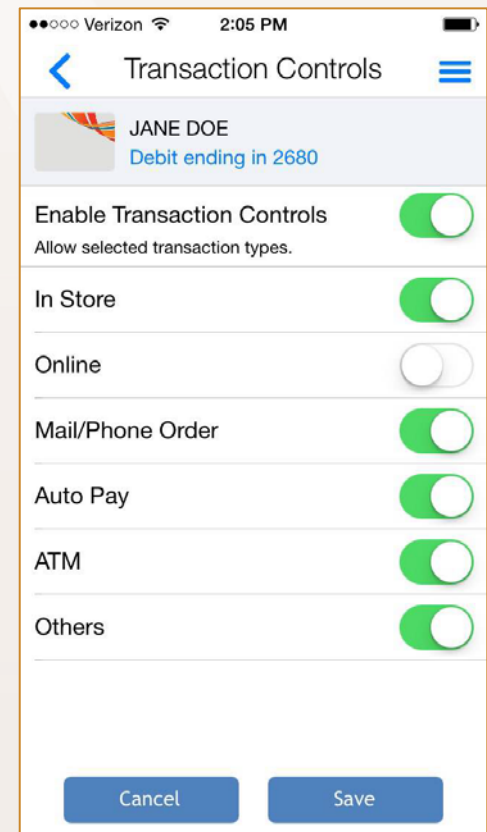 ●●○○○ Verizon 2:05 PM
Transaction Controls
JANE DOE
Debit ending in 2680
Enable Transaction Controls
Allow selected transaction types.
In Store
Online
Mail/Phone Order
Auto Pay
ATM
Others
Cancel Save